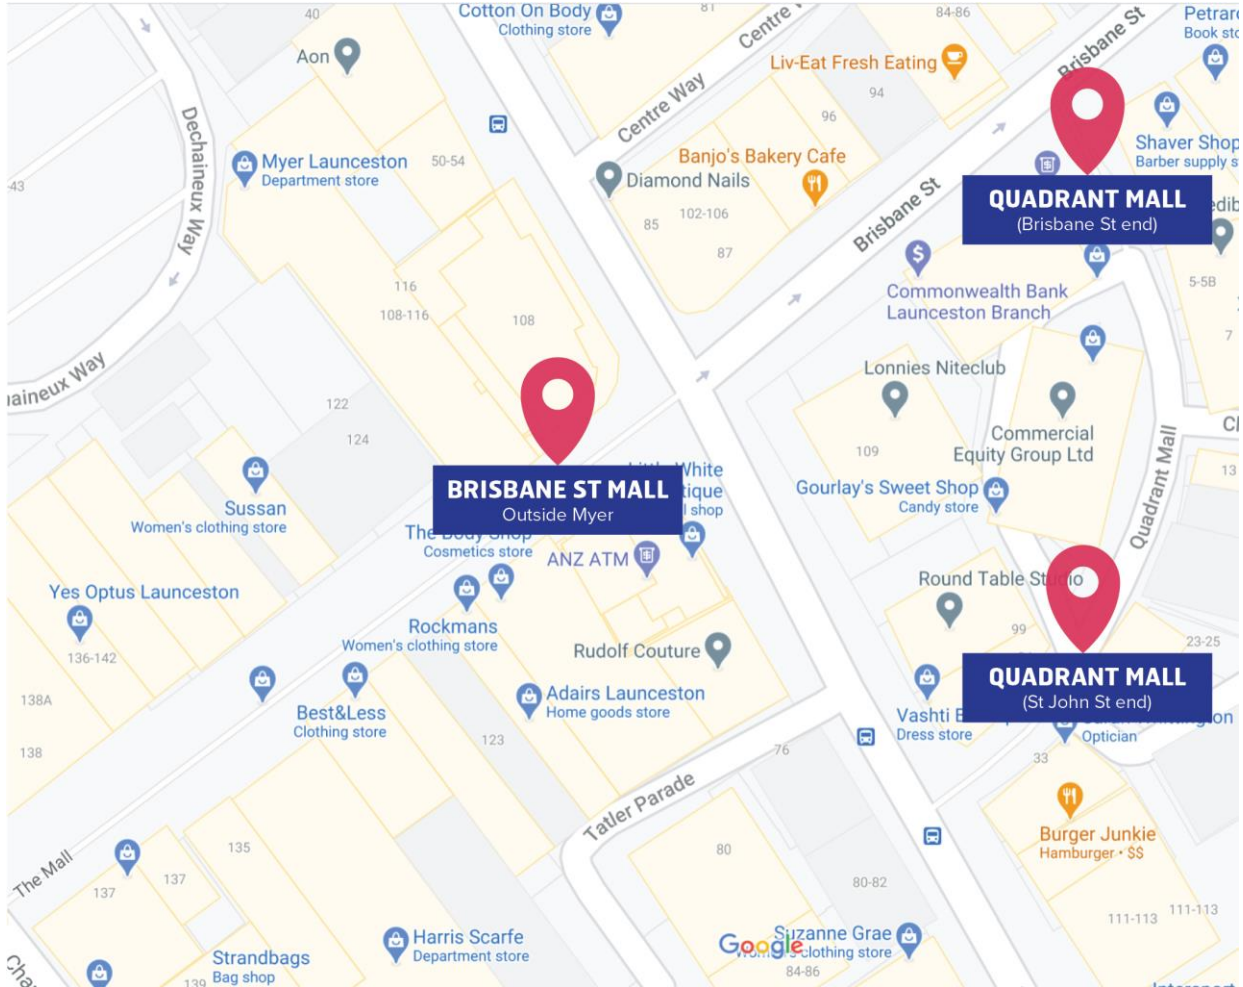 Cotton On Body
Clothing store
40
Aon
81
Centre Way
84-86
Brisbane St
Liv-Eat Fresh Eating
94
96
Centre Way
Dechaineux Way
Myer Launceston
Department store
50-54
Banjo's Bakery Cafe
Diamond Nails
102-106
85
87
Shaver Shop
QUADRANT MALL
(Brisbane St end)
Brisbane St
-43
116
108-116
108
Commonwealth Bank
Launceston Branch
5-5B
7
Lonnies Niteclub
122
124
109
Commercial
Equity Group Ltd
Quadrant Mall
13
White
BRISBANE ST MALL
Outside Myer
Gourlay's Sweet Shop
Candy store
Sussan
Women's clothing store
The Body Shop
Cosmetics store
ANZ ATM
Yes Optus Launceston
136-142
Rockmans
Women's clothing store
Rudolf Couture
Round Table Studio
99
23-25
QUADRANT MALL
(St John St end)
138A
138
Best&Less
Clothing store
Adairs Launceston
Home goods store
123
Vashti
Dress store
Optician
33
76
Tatler Parade
Burger Junkie
Hamburger • $$
The Mall
137
137
135
80
80-82
111-113
111-113
Harris Scarfe
Department store
Strandbags
Bag shop
139
Google
Suzanne Grae
Women's clothing store
84-86